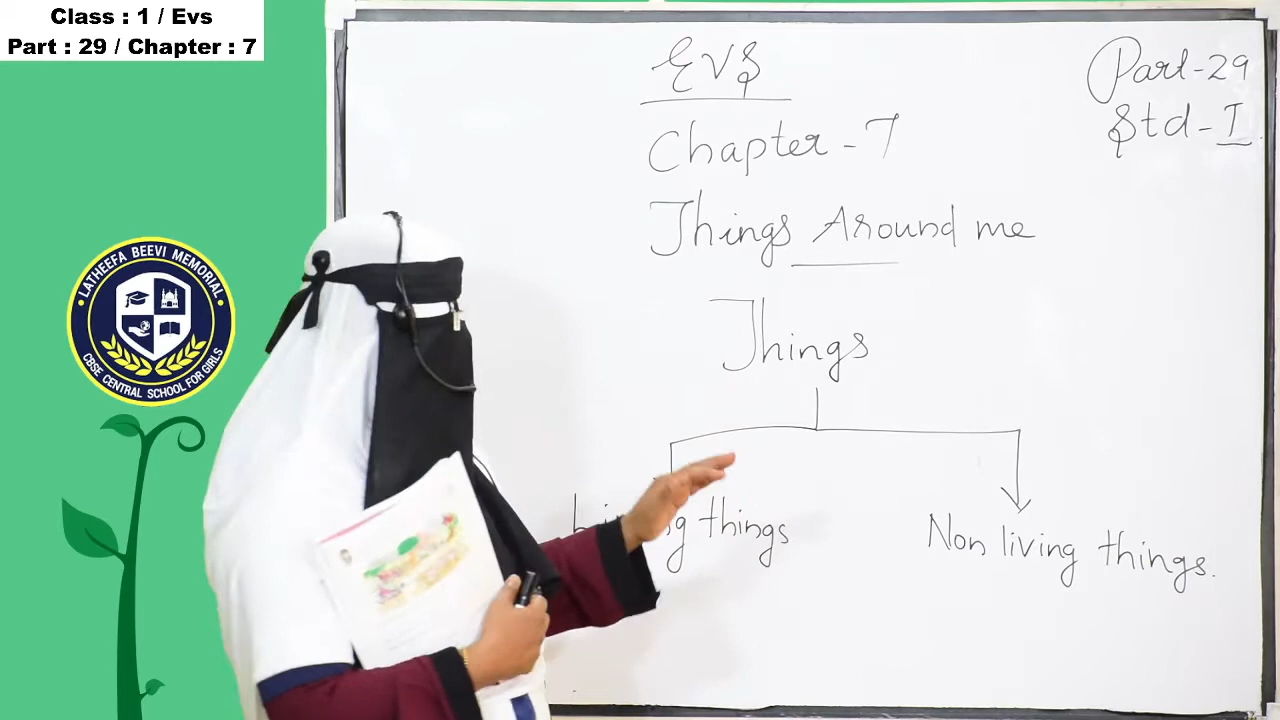 Class : 1 / Evs
Part : 29 / Chapter : 7
EVS
Part-29
Std-I
Chapter-7
Things Around me
Things
things
Non living things.
LATHEEFA BEEVI MEMORIAL
CBSE CENTRAL SCHOOL FOR GIRLS